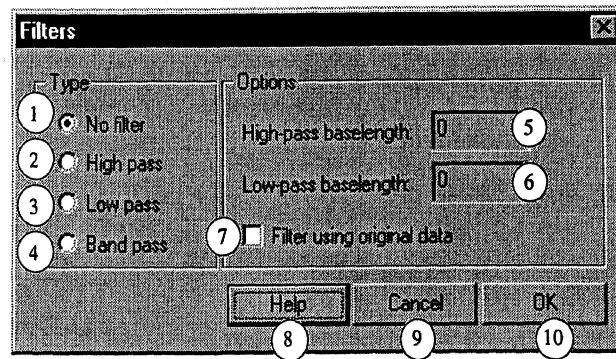 Filters
Type
Options
1 No filter
High-pass baselength: 0 5
2 High pass
Low-pass baselength: 0 6
3 Low pass
7 Filter using original data
4 Band pass
Help Cancel OK
8 9 10